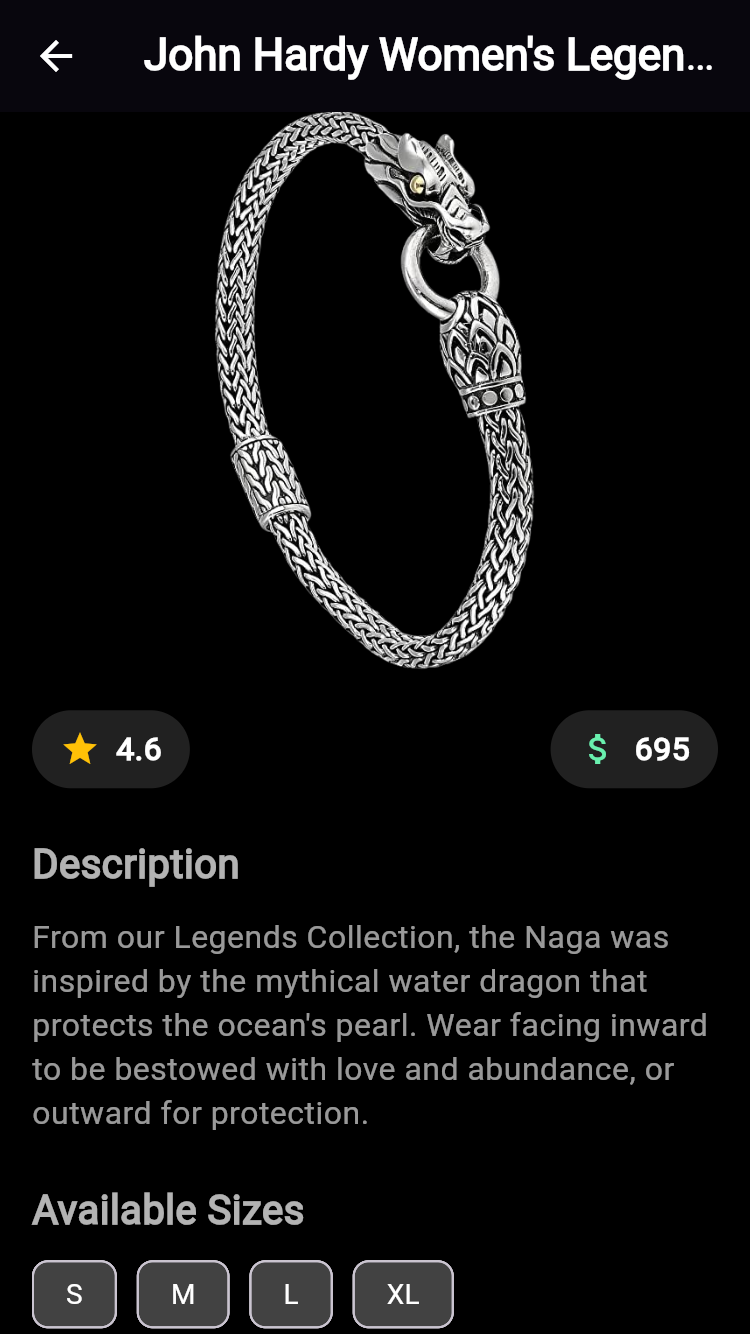 John Hardy Women's Legen...
4.6
$ 695
Description
From our Legends Collection, the Naga was
inspired by the mythical water dragon that
protects the ocean's pearl. Wear facing inward
to be bestowed with love and abundance, or
outward for protection.
Available Sizes
S M L XL